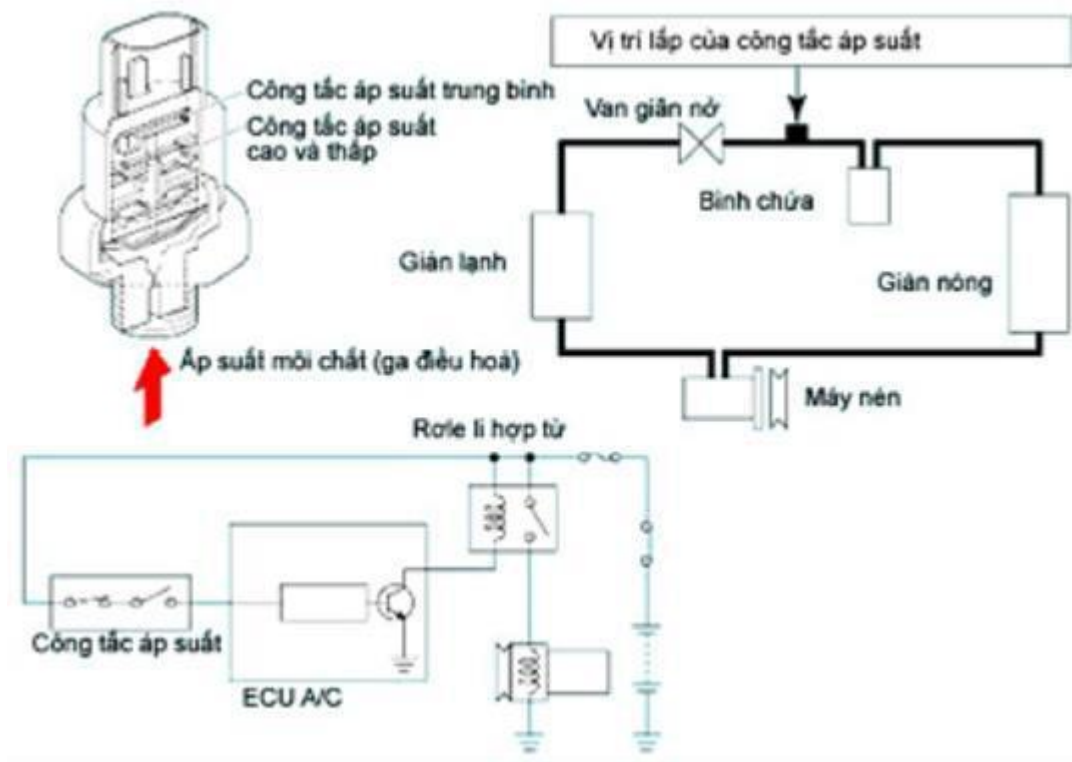 Công tắc áp suất trung bình
Công tắc áp suất
cao và thấp
Áp suất môi chất (ga điều hoà)
Vị trí lắp của công tắc áp suất
Van giãn nở
Bình chứa
Giàn lạnh
Giàn nóng
Máy nén
Rơle li hợp từ
Công tắc áp suất
ECU A/C